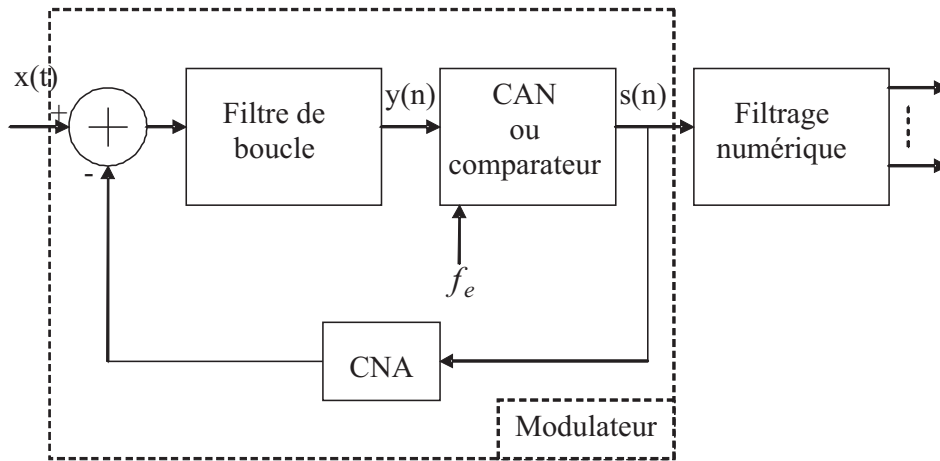 x(t)
+
-
Filtre de
boucle
y(n)
CAN
ou
comparateur
s(n)
Filtrage
numérique
f_e
CNA
Modulateur